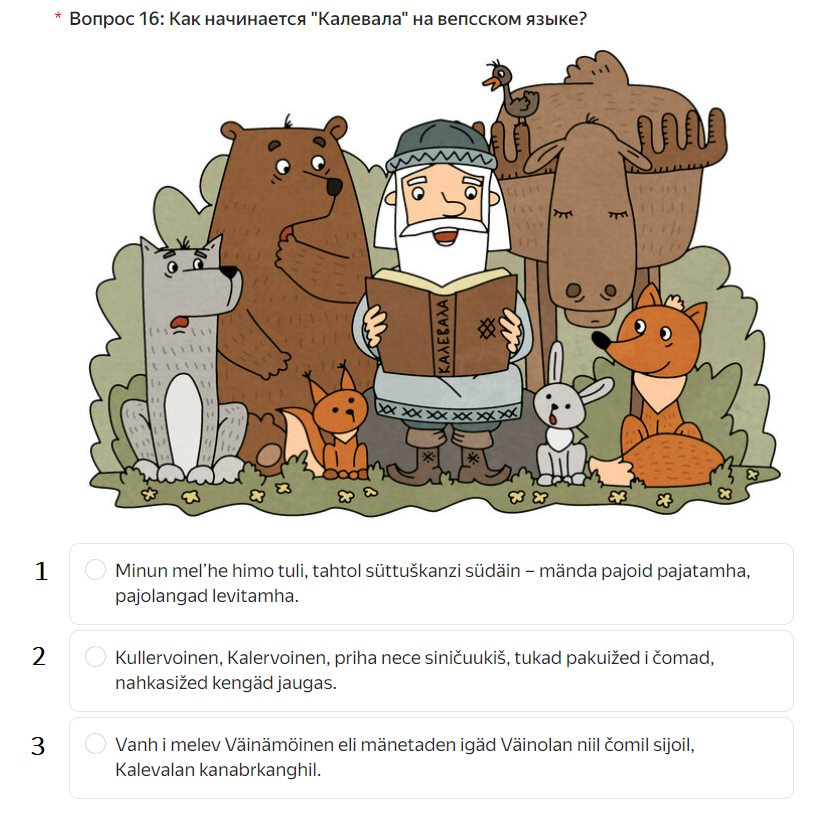 * Вопрос 16: Как начинается "Калевала" на вепсском языке?
КАЛЕВАЛА
1
Minun mel’he himo tuli, tahtol süttuškanzi südäin – mända pajoid pajatamha,
pajolangad levitamha.
2
Kullervoinen, Kalervoinen, priha nece siničuukiš, tukad pakuižed i čomad,
nahkasižed kengäd jaugas.
3
Vanh i melev Väinämöinen eli mänetaden igäd Väinolan niil čomil sijoil,
Kalevalan kanabrkanghil.